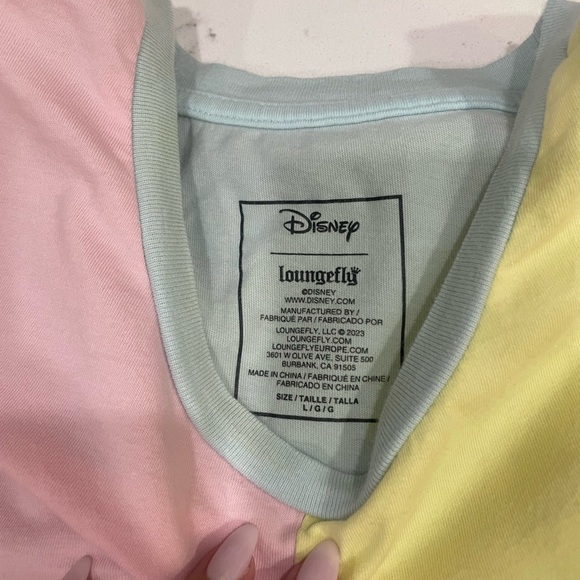 Disney
loungefly
©DISNEY
WWW.DISNEY.COM
MANUFACTURED BY /
FABRIQUÉ PAR / FABRICADO POR
LOUNGEFLY, LLC © 2023
LOUNGEFLY.COM
LOUNGEFLYEUROPE.COM
3601 W OLIVE AVE, SUITE 500
BURBANK, CA 91505
MADE IN CHINA / FABRIQUÉ EN CHINE /
FABRICADO EN CHINA
SIZE / TAILLE / TALLA
L / G / G